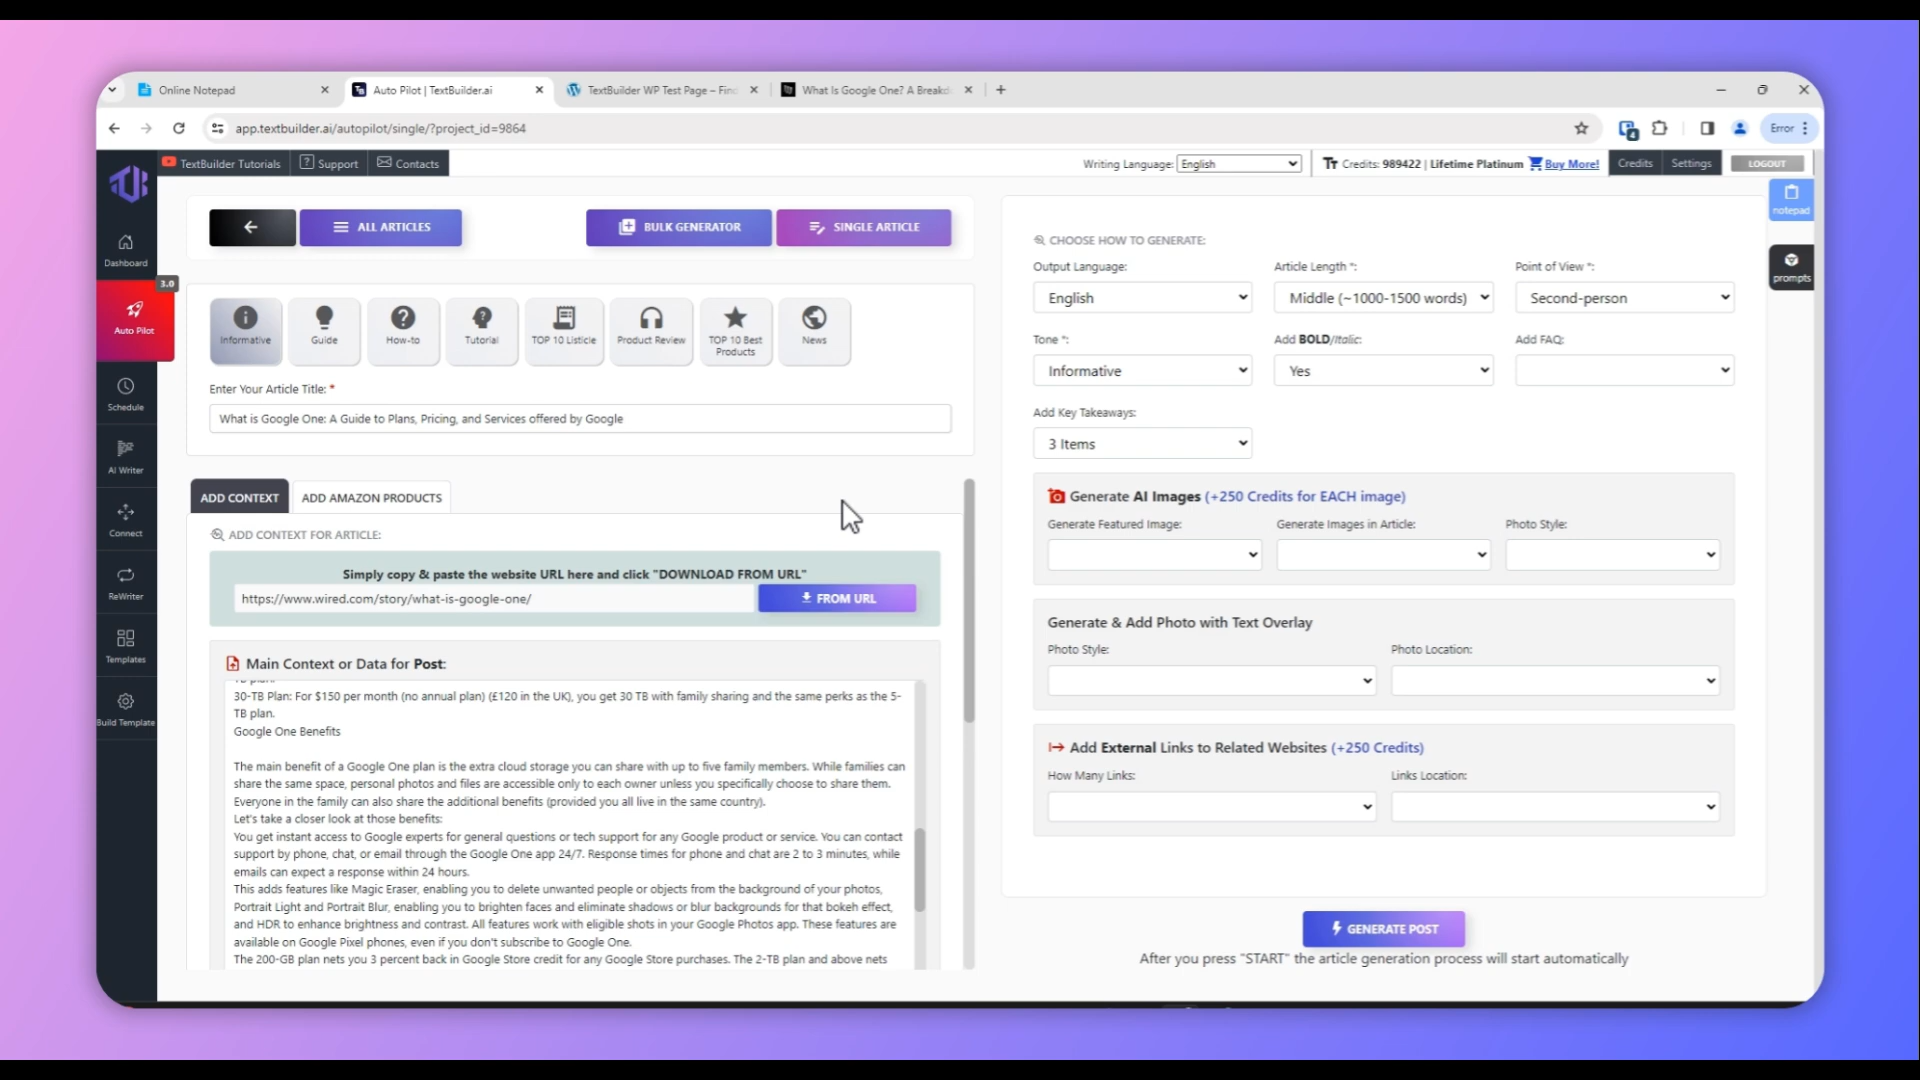 Online Notepad
Auto Pilot | TextBuilder.ai
TextBuilder WP Test Page – Find
What Is Google One? A Breakd
app.textbuilder.ai/autopilot/single/?project_id=9864
4
Error
TextBuilder Tutorials
? Support
Contacts
Writing Language: English
Tт Credits: 989422 | Lifetime Platinum Buy More!
Credits
Settings
LOGOUT
notepad
prompts
Dashboard
3.0
Auto Pilot
Schedule
AI Writer
Connect
ReWriter
Templates
Build Template
ALL ARTICLES
BULK GENERATOR
SINGLE ARTICLE
Informative
Guide
How-to
Tutorial
TOP 10 Listicle
Product Review
TOP 10 Best
Products
News
Enter Your Article Title: *
What is Google One: A Guide to Plans, Pricing, and Services offered by Google
ADD CONTEXT
ADD AMAZON PRODUCTS
ADD CONTEXT FOR ARTICLE:
Simply copy & paste the website URL here and click "DOWNLOAD FROM URL"
https://www.wired.com/story/what-is-google-one/
FROM URL
Main Context or Data for Post:
TB plan.
30-TB Plan: For $150 per month (no annual plan) (£120 in the UK), you get 30 TB with family sharing and the same perks as the 5-
TB plan.
Google One Benefits
The main benefit of a Google One plan is the extra cloud storage you can share with up to five family members. While families can
share the same space, personal photos and files are accessible only to each owner unless you specifically choose to share them.
Everyone in the family can also share the additional benefits (provided you all live in the same country).
Let's take a closer look at those benefits:
You get instant access to Google experts for general questions or tech support for any Google product or service. You can contact
support by phone, chat, or email through the Google One app 24/7. Response times for phone and chat are 2 to 3 minutes, while
emails can expect a response within 24 hours.
This adds features like Magic Eraser, enabling you to delete unwanted people or objects from the background of your photos,
Portrait Light and Portrait Blur, enabling you to brighten faces and eliminate shadows or blur backgrounds for that bokeh effect,
and HDR to enhance brightness and contrast. All features work with eligible shots in your Google Photos app. These features are
available on Google Pixel phones, even if you don't subscribe to Google One.
The 200-GB plan nets you 3 percent back in Google Store credit for any Google Store purchases. The 2-TB plan and above nets
CHOOSE HOW TO GENERATE:
Output Language:
Article Length *:
Point of View *:
English
Middle (~1000-1500 words)
Second-person
Tone *:
Add BOLD/Italic:
Add FAQ:
Informative
Yes
Add Key Takeaways:
3 Items
Generate AI Images (+250 Credits for EACH image)
Generate Featured Image:
Generate Images in Article:
Photo Style:
Generate & Add Photo with Text Overlay
Photo Style:
Photo Location:
Add External Links to Related Websites (+250 Credits)
How Many Links:
Links Location:
GENERATE POST
After you press "START" the article generation process will start automatically